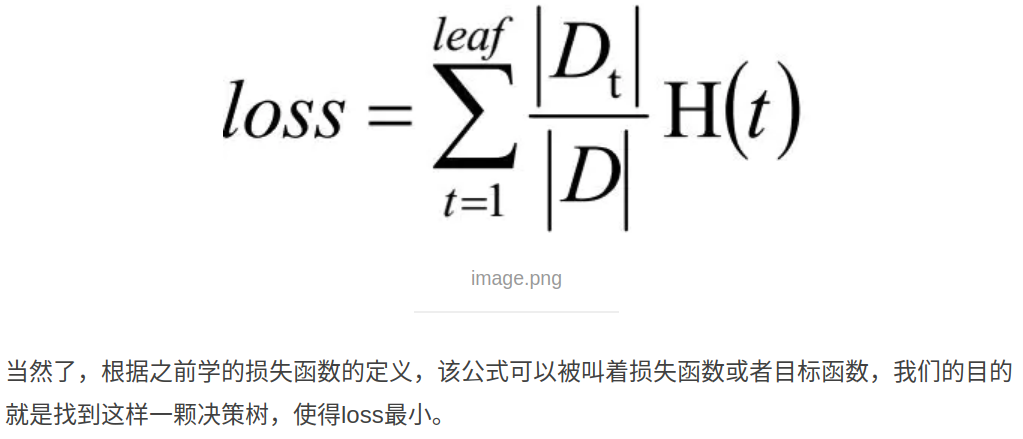 loss = \sum_{t=1}^{leaf} \frac{|D_t|}{|D|} H(t)
image.png
当然了，根据之前学的损失函数的定义，该公式可以被叫着损失函数或者目标函数，我们的目的
就是找到这样一颗决策树，使得loss最小。